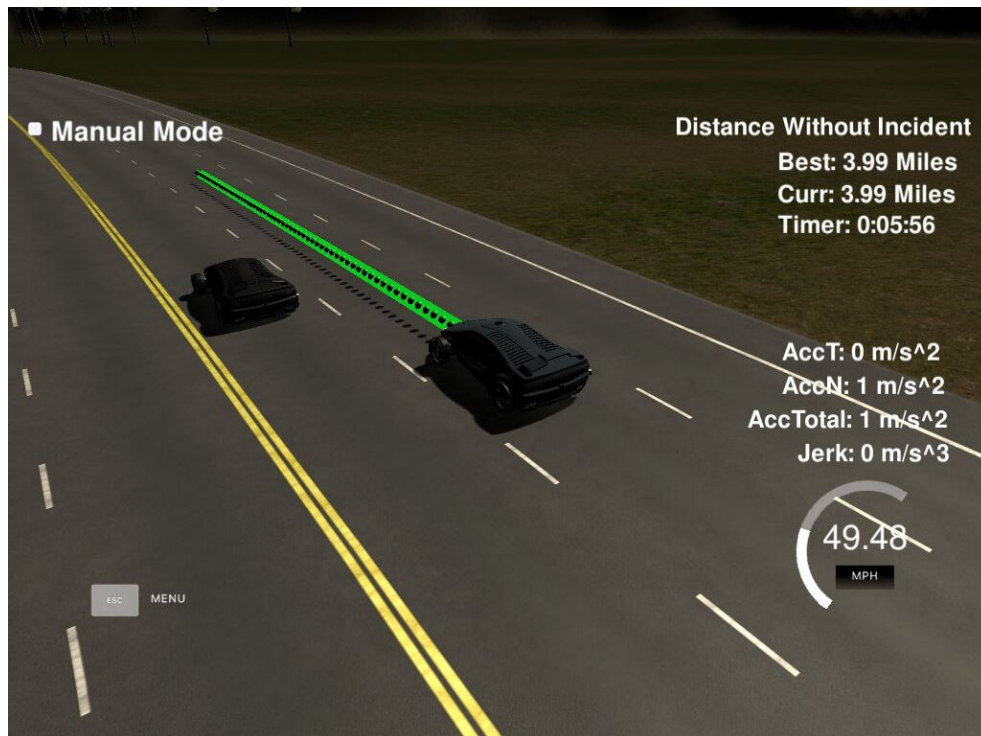 Manual Mode
Distance Without Incident
Best: 3.99 Miles
Curr: 3.99 Miles
Timer: 0:05:56
AccT: 0 m/s^2
AccN: 1 m/s^2
AccTotal: 1 m/s^2
Jerk: 0 m/s^3
49.48
MPH
ESC MENU